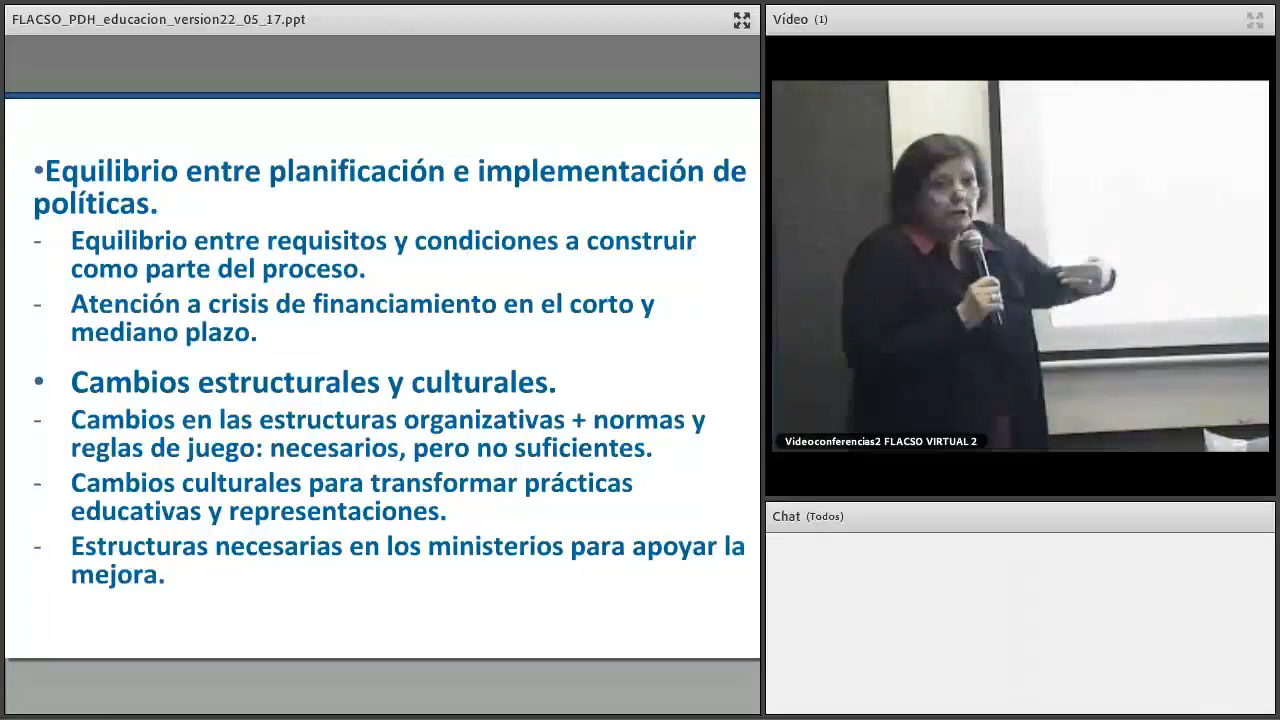 FLACSO_PDH_educacion_version22_05_17.ppt
•Equilibrio entre planificación e implementación de
políticas.
- Equilibrio entre requisitos y condiciones a construir
como parte del proceso.
- Atención a crisis de financiamiento en el corto y
mediano plazo.
• Cambios estructurales y culturales.
- Cambios en las estructuras organizativas + normas y
reglas de juego: necesarios, pero no suficientes.
- Cambios culturales para transformar prácticas
educativas y representaciones.
- Estructuras necesarias en los ministerios para apoyar la
mejora.
Vídeo (1)
Videoconferencias2 FLACSO VIRTUAL 2
Chat (Todos)